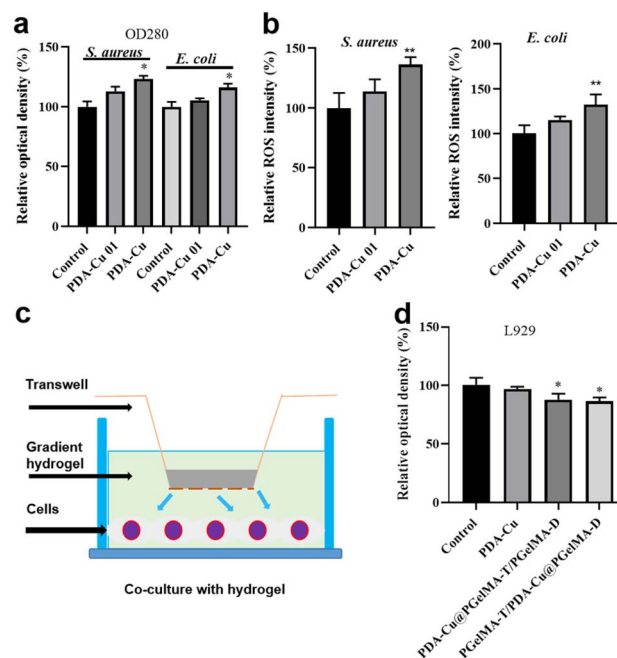 a
OD280
S. aureus
E. coli
*
*
Relative optical density (%)
150
100
50
0
Control
PDA-Cu 01
PDA-Cu
Control
PDA-Cu 01
PDA-Cu
b
S. aureus
**
Relative ROS intensity (%)
150
100
50
0
Control
PDA-Cu 01
PDA-Cu
E. coli
**
Relative ROS intensity (%)
200
150
100
50
0
Control
PDA-Cu 01
PDA-Cu
c
Transwell
Gradient
hydrogel
Cells
Co-culture with hydrogel
d
L929
*
*
Relative optical density (%)
150
100
50
0
Control
PDA-Cu
PDA-Cu@PGelMA-T/PGelMA-D
PGelMA-T/PDA-Cu@PGelMA-D